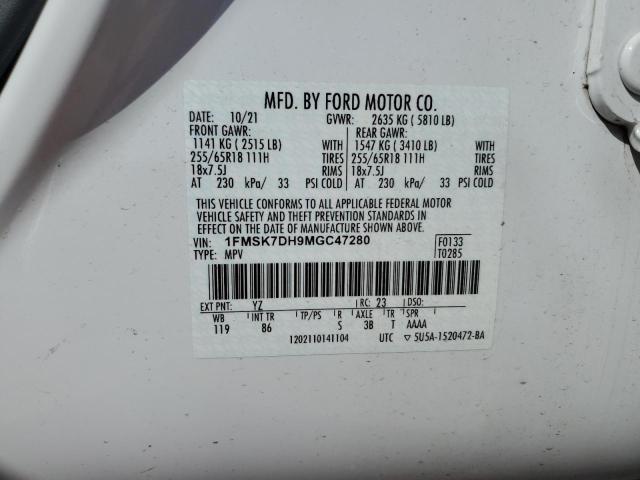 MFD. BY FORD MOTOR CO.
DATE: 10/21 GVWR: 2635 KG ( 5810 LB)
FRONT GAWR: REAR GAWR:
1141 KG ( 2515 LB) WITH 1547 KG ( 3410 LB) WITH
255/65R18 111H TIRES 255/65R18 111H TIRES
18x7.5J RIMS 18x7.5J RIMS
AT 230 kPa/ 33 PSI COLD AT 230 kPa/ 33 PSI COLD
THIS VEHICLE CONFORMS TO ALL APPLICABLE FEDERAL MOTOR
VEHICLE SAFETY AND THEFT PREVENTION STANDARDS IN
EFFECT ON THE DATE OF MANUFACTURE SHOWN ABOVE.
VIN: 1FMSK7DH9MGC47280 F0133
TYPE: MPV T0285
EXT PNT: YZ RC: 23 DSO:
WB INT TR TP/PS R AXLE TR SPR
119 86 S 3B T AAAA
1202110141104 UTC ▽ 5U5A-1520472-BA